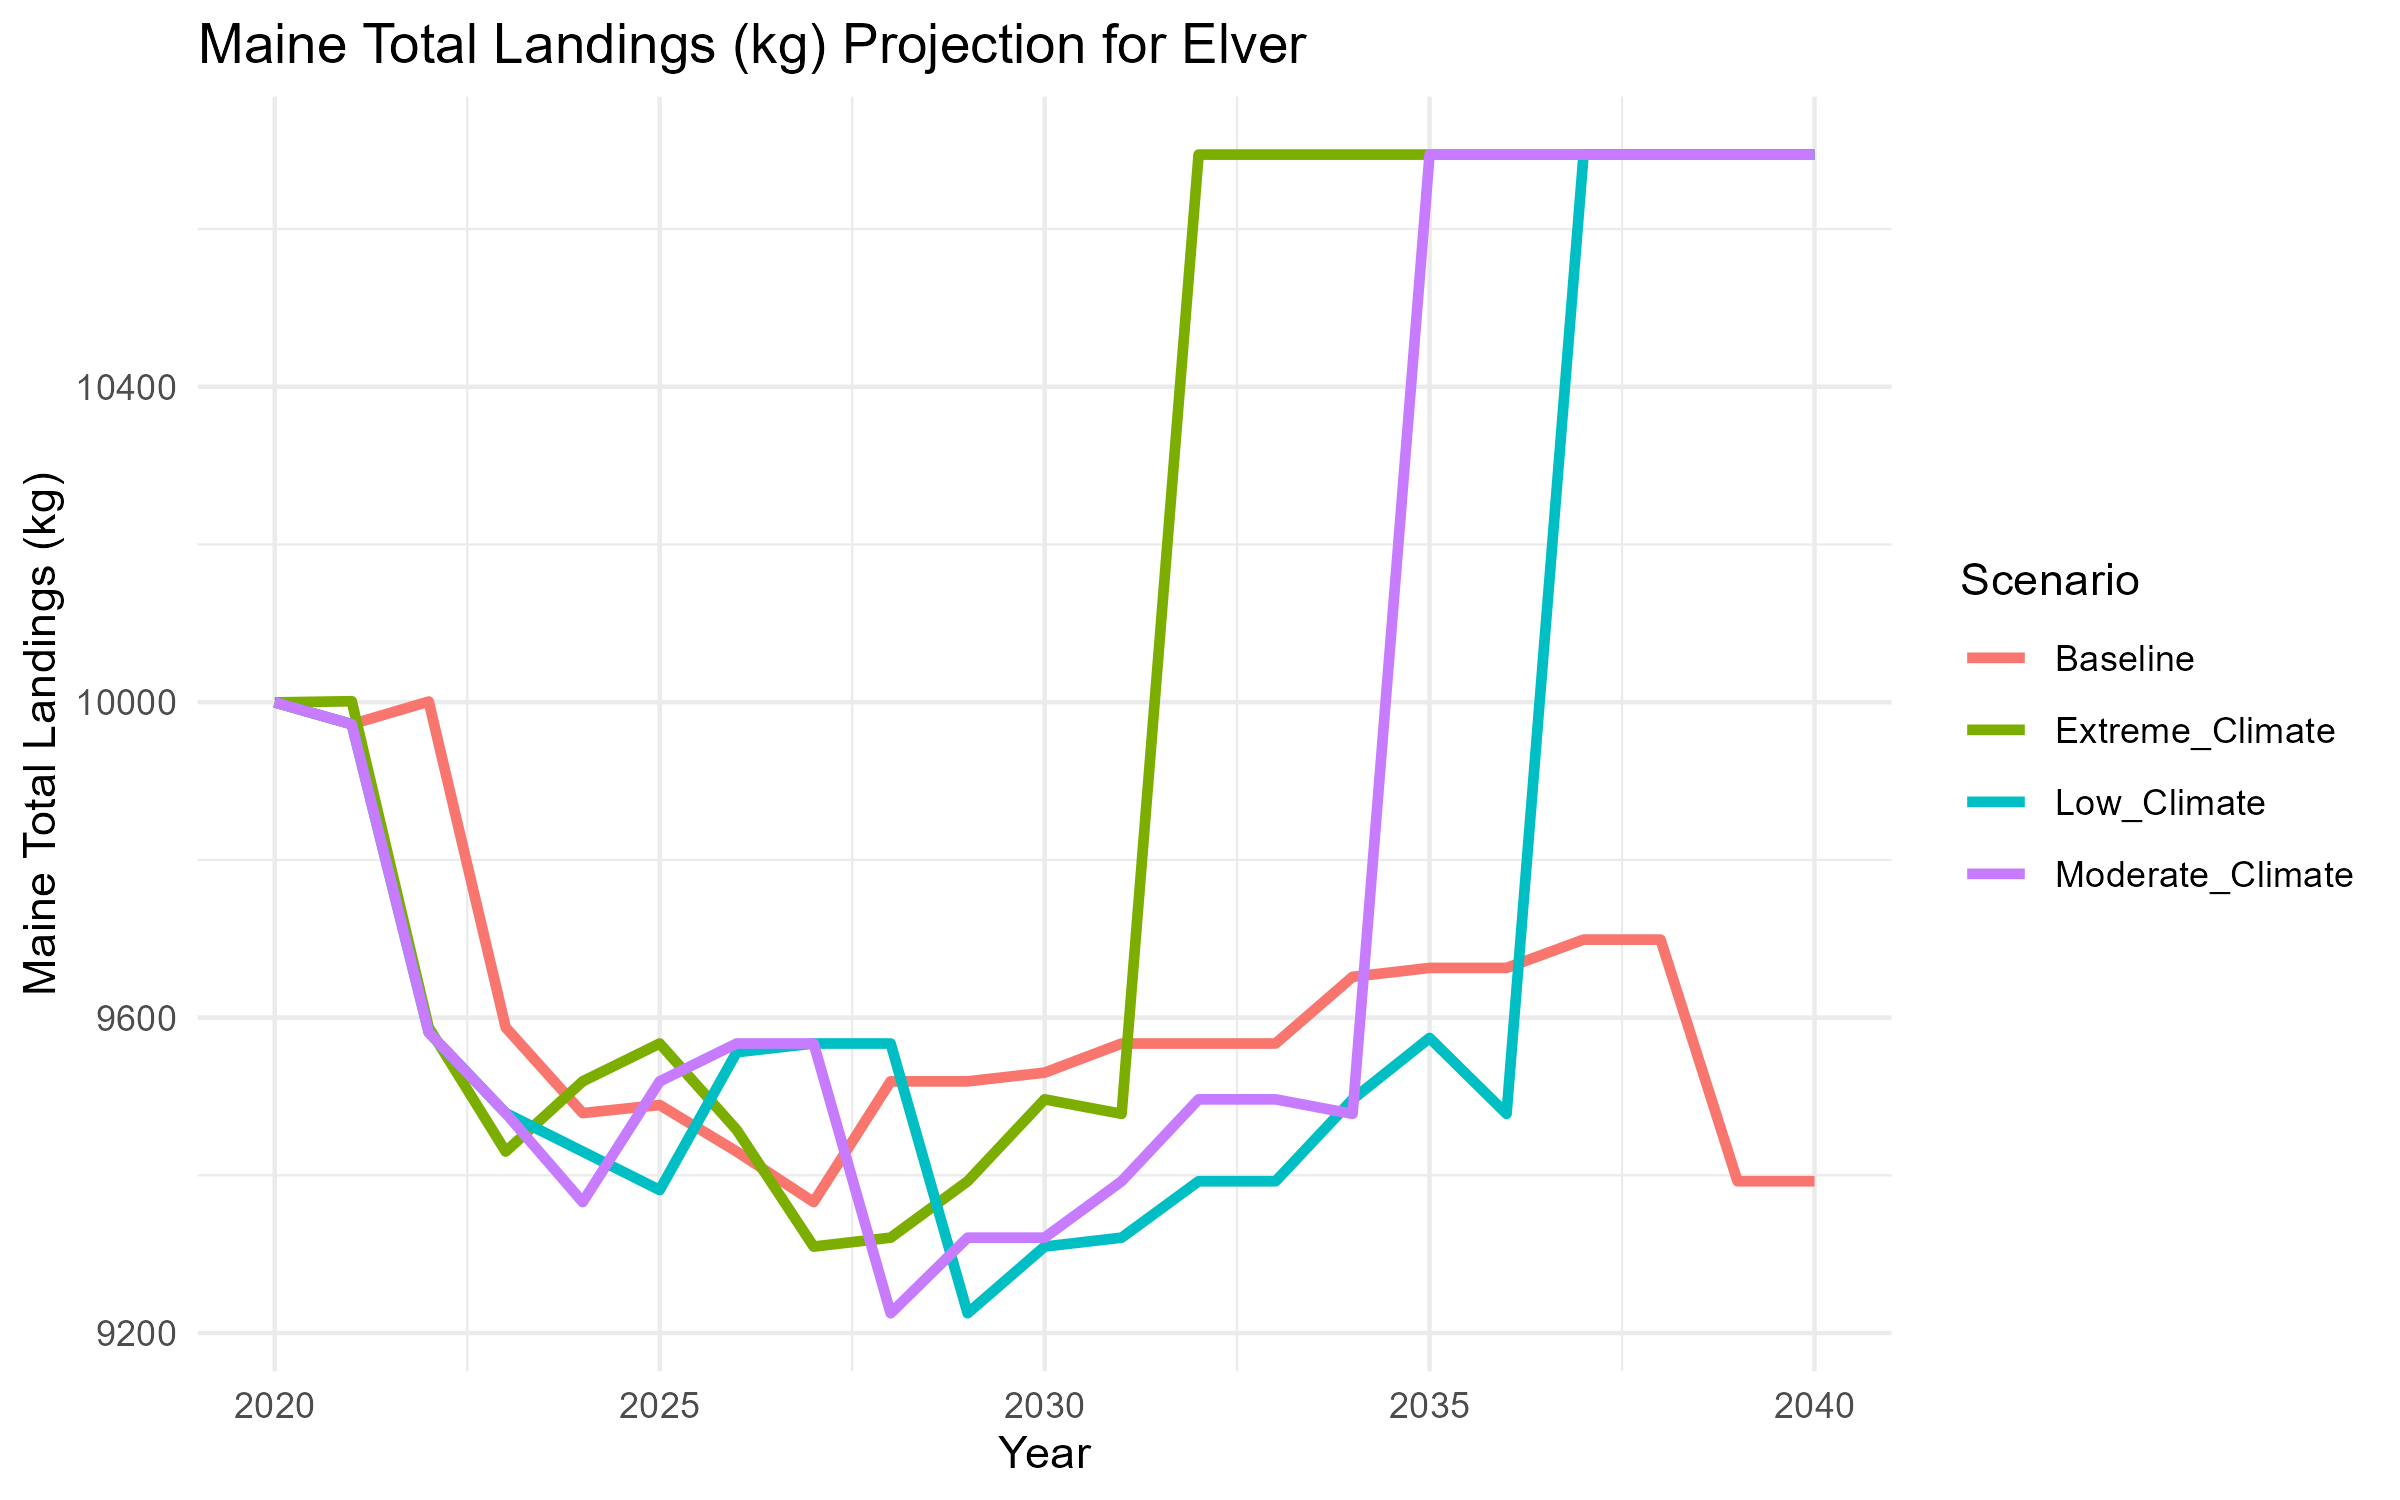 Maine Total Landings (kg) Projection for Elver
Maine Total Landings (kg)
10400
10000
9600
9200
2020
2025
2030
2035
2040
Year
Scenario
Baseline
Extreme_Climate
Low_Climate
Moderate_Climate